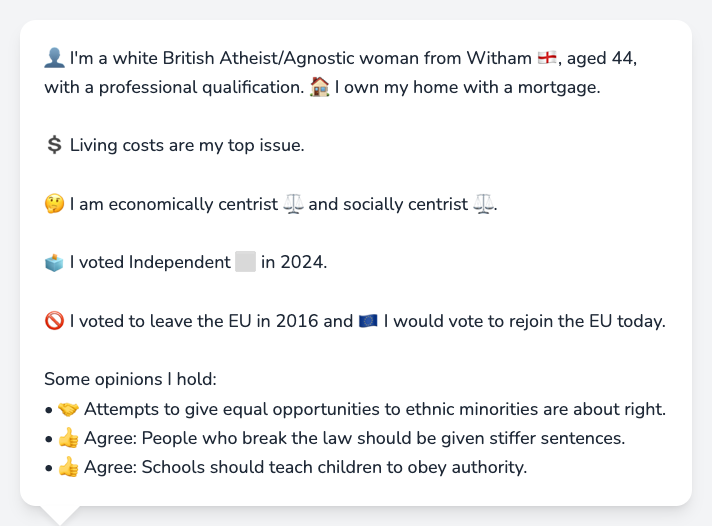 👤 I'm a white British Atheist/Agnostic woman from Witham 🏴󠁧󠁢󠁥󠁮󠁧󠁿, aged 44,
with a professional qualification. 🏠 I own my home with a mortgage.
💲 Living costs are my top issue.
🤔 I am economically centrist ⚖️ and socially centrist ⚖️.
🗳️ I voted Independent ⬜ in 2024.
🚫 I voted to leave the EU in 2016 and 🇪🇺 I would vote to rejoin the EU today.
Some opinions I hold:
• 🤝 Attempts to give equal opportunities to ethnic minorities are about right.
• 👍 Agree: People who break the law should be given stiffer sentences.
• 👍 Agree: Schools should teach children to obey authority.